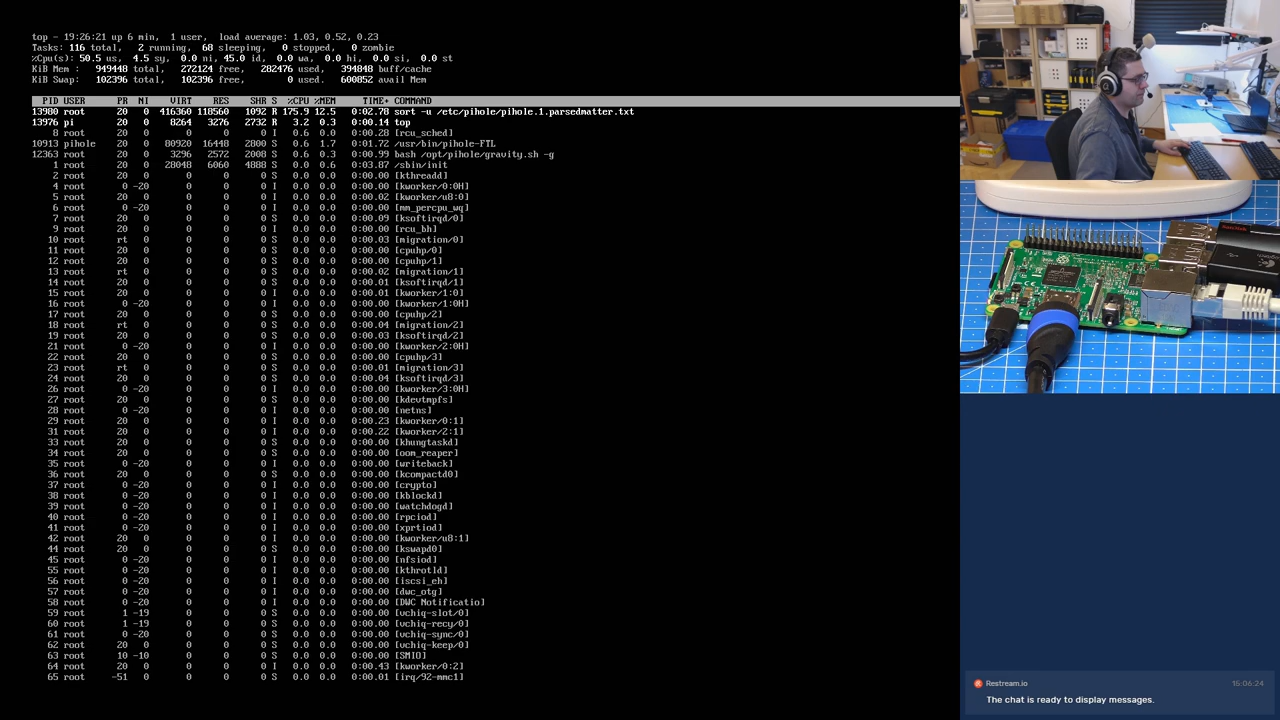 top - 19:26:21 up 6 min,  1 user,  load average: 1.03, 0.52, 0.23
Tasks: 116 total,   2 running,  68 sleeping,   0 stopped,   0 zombie
%Cpu(s): 50.5 us,  4.5 sy,  0.0 ni, 45.0 id,  0.0 wa,  0.0 hi,  0.0 si,  0.0 st
KiB Mem :   949448 total,   272124 free,   282476 used,   394848 buff/cache
KiB Swap:   102396 total,   102396 free,        0 used.   600852 avail Mem
PID USER PR NI VIRT RES SHR S %CPU %MEM TIME+ COMMAND
13980 root 20 0 416360 118560 1092 R 175.9 12.5 0:02.78 sort -u /etc/pihole/pihole.1.parsedmatter.txt
13976 pi 20 0 8264 3276 2732 R 3.2 0.3 0:00.14 top
8 root 20 0 0 0 0 I 0.6 0.0 0:00.28 [rcu_sched]
10913 pihole 20 0 80920 16448 2800 S 0.6 1.7 0:01.72 /usr/bin/pihole-FTL
12363 root 20 0 3296 2572 2008 S 0.6 0.3 0:00.99 bash /opt/pihole/gravity.sh -g
1 root 20 0 28048 6060 4888 S 0.0 0.6 0:03.87 /sbin/init
2 root 20 0 0 0 0 S 0.0 0.0 0:00.00 [kthreadd]
4 root 0 -20 0 0 0 I 0.0 0.0 0:00.00 [kworker/0:0H]
5 root 20 0 0 0 0 I 0.0 0.0 0:00.02 [kworker/u8:0]
6 root 0 -20 0 0 0 I 0.0 0.0 0:00.00 [mm_percpu_wq]
7 root 20 0 0 0 0 S 0.0 0.0 0:00.09 [ksoftirqd/0]
9 root 20 0 0 0 0 I 0.0 0.0 0:00.00 [rcu_bh]
10 root rt 0 0 0 0 S 0.0 0.0 0:00.03 [migration/0]
11 root 20 0 0 0 0 S 0.0 0.0 0:00.00 [cpuhp/0]
12 root 20 0 0 0 0 S 0.0 0.0 0:00.00 [cpuhp/1]
13 root rt 0 0 0 0 S 0.0 0.0 0:00.02 [migration/1]
14 root 20 0 0 0 0 S 0.0 0.0 0:00.01 [ksoftirqd/1]
15 root 20 0 0 0 0 I 0.0 0.0 0:00.01 [kworker/1:0]
16 root 0 -20 0 0 0 I 0.0 0.0 0:00.00 [kworker/1:0H]
17 root 20 0 0 0 0 S 0.0 0.0 0:00.00 [cpuhp/2]
18 root rt 0 0 0 0 S 0.0 0.0 0:00.04 [migration/2]
19 root 20 0 0 0 0 S 0.0 0.0 0:00.03 [ksoftirqd/2]
21 root 0 -20 0 0 0 I 0.0 0.0 0:00.00 [kworker/2:0H]
22 root 20 0 0 0 0 S 0.0 0.0 0:00.00 [cpuhp/3]
23 root rt 0 0 0 0 S 0.0 0.0 0:00.01 [migration/3]
24 root 20 0 0 0 0 S 0.0 0.0 0:00.04 [ksoftirqd/3]
26 root 0 -20 0 0 0 I 0.0 0.0 0:00.00 [kworker/3:0H]
27 root 20 0 0 0 0 S 0.0 0.0 0:00.00 [kdevtmpfs]
28 root 0 -20 0 0 0 I 0.0 0.0 0:00.00 [netns]
29 root 20 0 0 0 0 I 0.0 0.0 0:00.23 [kworker/0:1]
31 root 20 0 0 0 0 I 0.0 0.0 0:00.22 [kworker/2:1]
33 root 20 0 0 0 0 S 0.0 0.0 0:00.00 [khungtaskd]
34 root 20 0 0 0 0 S 0.0 0.0 0:00.00 [oom_reaper]
35 root 0 -20 0 0 0 I 0.0 0.0 0:00.00 [writeback]
36 root 20 0 0 0 0 S 0.0 0.0 0:00.00 [kcompactd0]
37 root 0 -20 0 0 0 I 0.0 0.0 0:00.00 [crypto]
38 root 0 -20 0 0 0 I 0.0 0.0 0:00.00 [kblockd]
39 root 0 -20 0 0 0 I 0.0 0.0 0:00.00 [watchdogd]
40 root 0 -20 0 0 0 I 0.0 0.0 0:00.00 [rpciod]
41 root 0 -20 0 0 0 I 0.0 0.0 0:00.00 [xprtiod]
42 root 20 0 0 0 0 I 0.0 0.0 0:00.00 [kworker/u8:1]
44 root 20 0 0 0 0 S 0.0 0.0 0:00.00 [kswapd0]
45 root 0 -20 0 0 0 I 0.0 0.0 0:00.00 [nfsiod]
55 root 0 -20 0 0 0 I 0.0 0.0 0:00.00 [kthrotld]
56 root 0 -20 0 0 0 I 0.0 0.0 0:00.00 [iscsi_eh]
57 root 0 -20 0 0 0 I 0.0 0.0 0:00.00 [dwc_otg]
58 root 0 -20 0 0 0 I 0.0 0.0 0:00.00 [DWC Notificatio]
59 root 1 -19 0 0 0 S 0.0 0.0 0:00.00 [vchiq-slot/0]
60 root 1 -19 0 0 0 S 0.0 0.0 0:00.00 [vchiq-recy/0]
61 root 0 -20 0 0 0 S 0.0 0.0 0:00.00 [vchiq-sync/0]
62 root 20 0 0 0 0 S 0.0 0.0 0:00.00 [vchiq-keep/0]
63 root 10 -10 0 0 0 S 0.0 0.0 0:00.00 [SMIO]
64 root 20 0 0 0 0 I 0.0 0.0 0:00.43 [kworker/0:2]
65 root -51 0 0 0 0 S 0.0 0.0 0:00.01 [irq/92-mmc1]
SanDisk
Restream.io 15:06:24
The chat is ready to display messages.